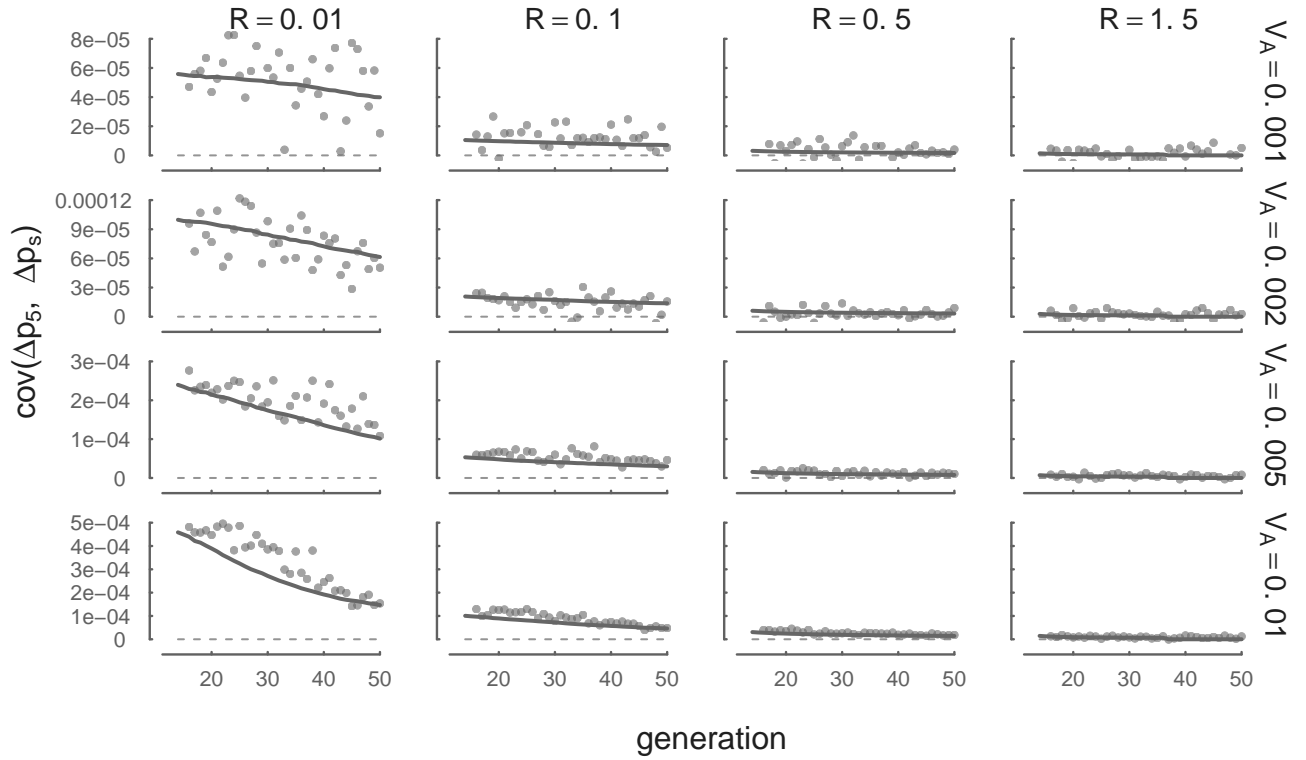 R = 0.01 R = 0.1 R = 0.5 R = 1.5
8e−05
6e−05
4e−05
2e−05
0
V_A = 0.001
0.00012
9e−05
6e−05
3e−05
0
V_A = 0.002
cov(Δp₅, Δpₛ)
3e−04
2e−04
1e−04
0
V_A = 0.005
5e−04
4e−04
3e−04
2e−04
1e−04
0
V_A = 0.01
20 30 40 50 20 30 40 50 20 30 40 50 20 30 40 50
generation